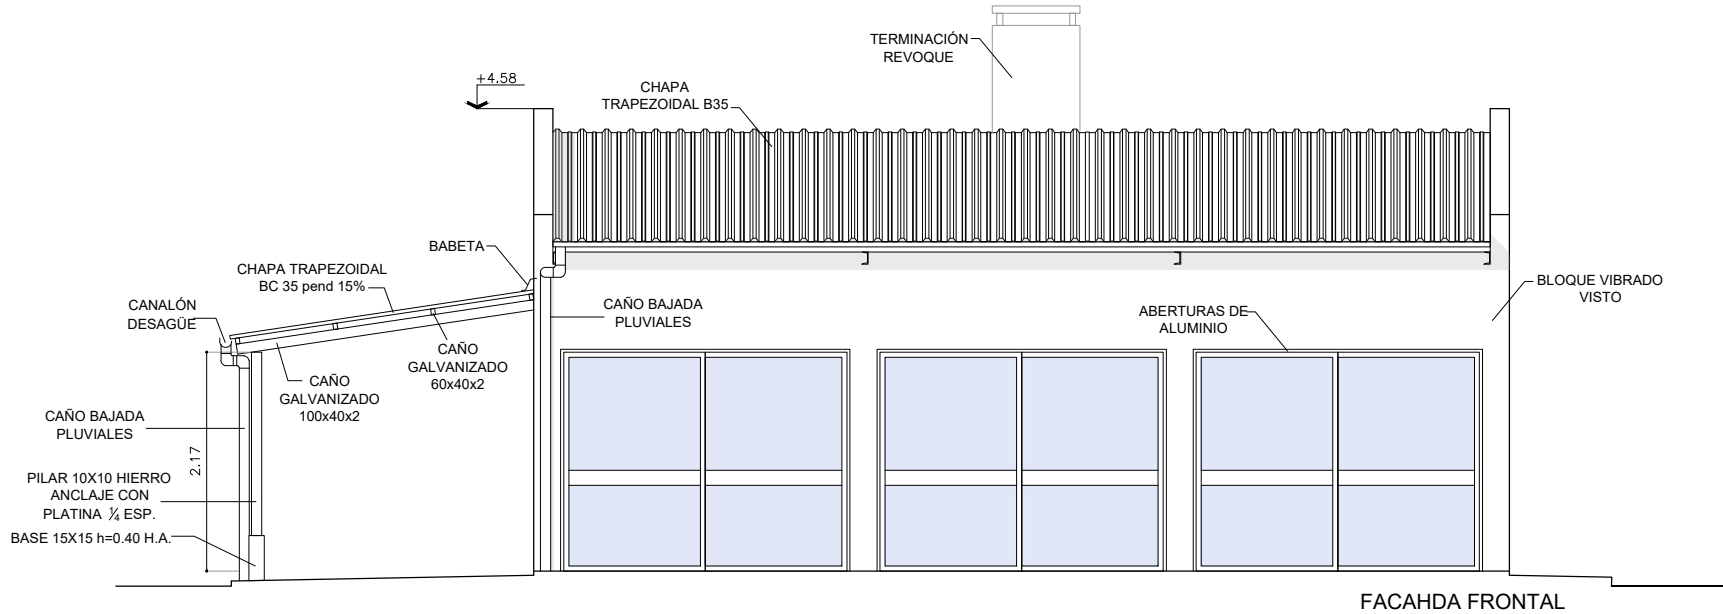 TERMINACIÓN
REVOQUE
+4.58
CHAPA
TRAPEZOIDAL B35
BABETA
CHAPA TRAPEZOIDAL
BC 35 pend 15%
CANALÓN
DESAGÜE
CAÑO BAJADA
PLUVIALES
ABERTURAS DE
ALUMINIO
BLOQUE VIBRADO
VISTO
CAÑO
GALVANIZADO
60x40x2
CAÑO
GALVANIZADO
100x40x2
CAÑO BAJADA
PLUVIALES
2.17
PILAR 10X10 HIERRO
ANCLAJE CON
PLATINA ¼ ESP.
BASE 15X15 h=0.40 H.A.
FACAHDA FRONTAL